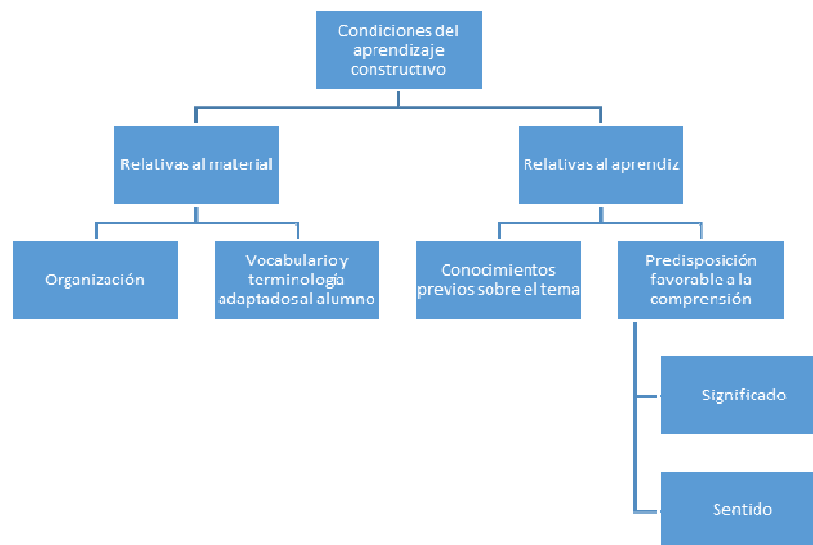 Condiciones del
aprendizaje
constructivo
Relativas al material
Relativas al aprendiz
Organización
Vocabulario y
terminología
adaptados al alumno
Conocimientos
previos sobre el tema
Predisposición
favorable a la
comprensión
Significado
Sentido